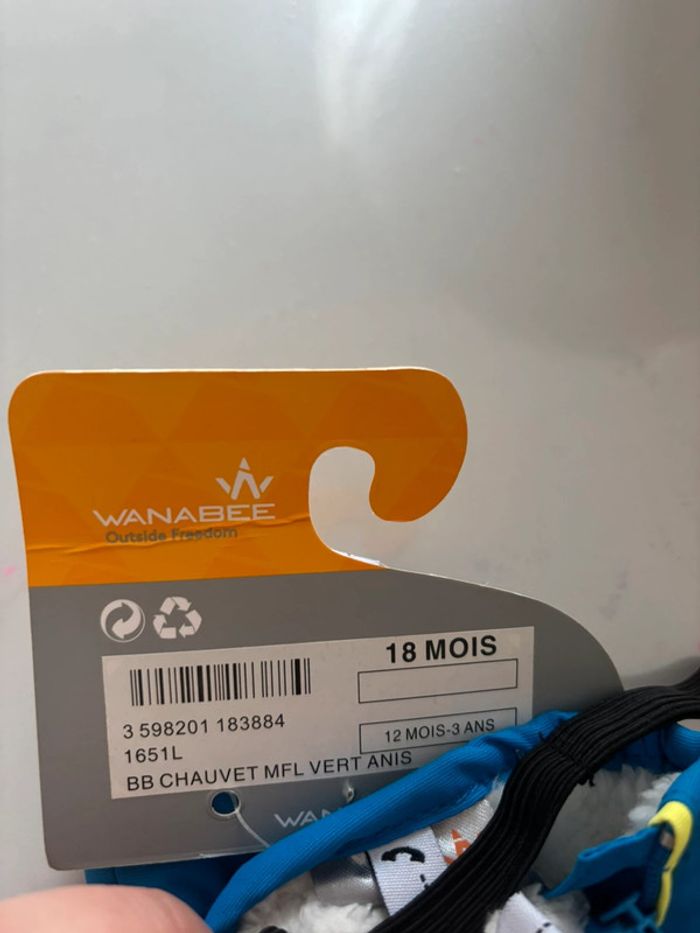 WANABEE
Outside Freedom
18 MOIS
3 598201 183884
12 MOIS-3 ANS
1651L
BB CHAUVET MFL VERT ANIS